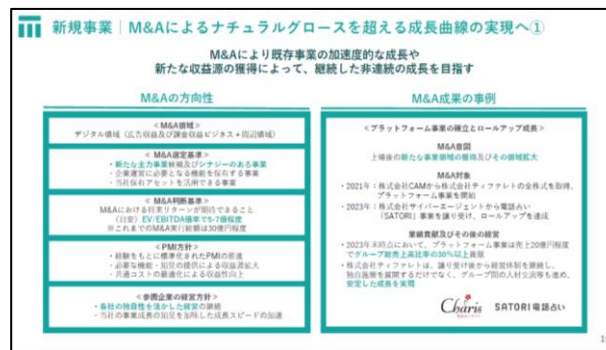 新規事業｜M&Aによるナチュラルグロースを超える成長曲線の実現へ①
M&Aにより既存事業の加速度的な成長や
新たな収益源の獲得によって、継続した非連続の成長を目指す
M&Aの方向性
＜M&A領域＞
デジタル領域（広告収益及び課金収益ビジネス＋周辺領域）
＜M&A選定基準＞
・新たな主力事業候補及びシナジーのある事業
・企業運営に必要となる機能を保有する事業
・当社保有アセットを活用できる事業
＜M&A判断基準＞
M&Aにおける将来リターンが期待できること
（目安）EV/EBITDA倍率で5-7倍程度
※これまでのM&A実行総額は30億円程度
＜PMI方針＞
・経験をもとに標準化されたPMIの推進
・必要な機能・知見の提供による収益源拡大
・共通コストの最適化による収益性向上
＜参画企業の経営方針＞
・各社の独自性を活かした経営の継続
・当社の事業成長の知見を加味した成長スピードの加速
M&A成果の事例
＜プラットフォーム事業の確立とロールアップ成長＞
M&A意図
上場後の新たな事業領域の獲得及びその領域拡大
M&A対象
・2021年：株式会社CAMから株式会社ティファレトの全株式を取得、
プラットフォーム事業を開始
・2023年：株式会社サイバーエージェントから電話占い
「SATORI」事業を譲り受け、ロールアップを達成
業績貢献及びその後の経営
・2023年末時点において、プラットフォーム事業は売上20億円程度
でグループ総売上高比率の30%以上貢献
・株式会社ティファレトは、譲り受け後から経営体制を継続し、
独自施策を展開するだけでなく、グループ間の人材交流等も進め、
安定した成長を実現
Charis
SATORI 電話占い